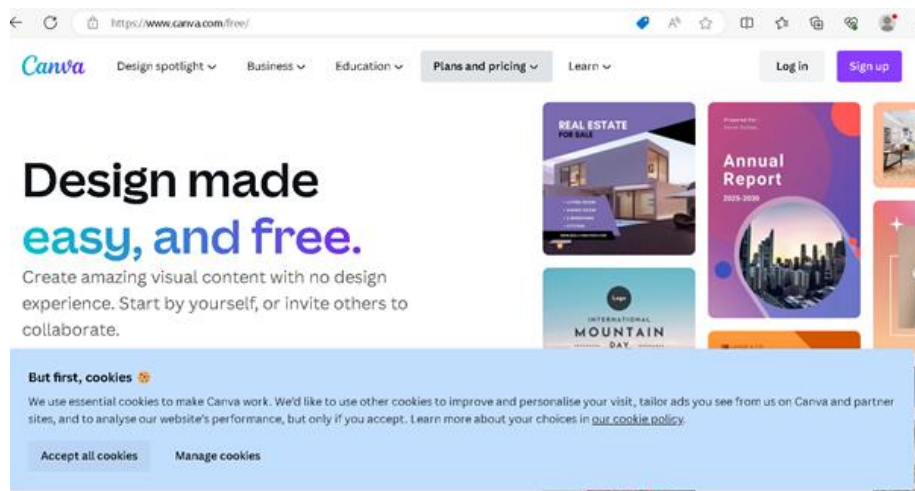 https://www.canva.com/free/
Canva
Design spotlight
Business
Education
Plans and pricing
Learn
Log in
Sign up
Design made
easy, and free.
Create amazing visual content with no design
experience. Start by yourself, or invite others to
collaborate.
REAL ESTATE
FOR SALE
Annual
Report
2025-2030
Logo
INTERNATIONAL
MOUNTAIN
DAY
But first, cookies 🍪
We use essential cookies to make Canva work. We'd like to use other cookies to improve and personalise your visit, tailor ads you see from us on Canva and partner
sites, and to analyse our website's performance, but only if you accept. Learn more about your choices in our cookie policy.
Accept all cookies
Manage cookies